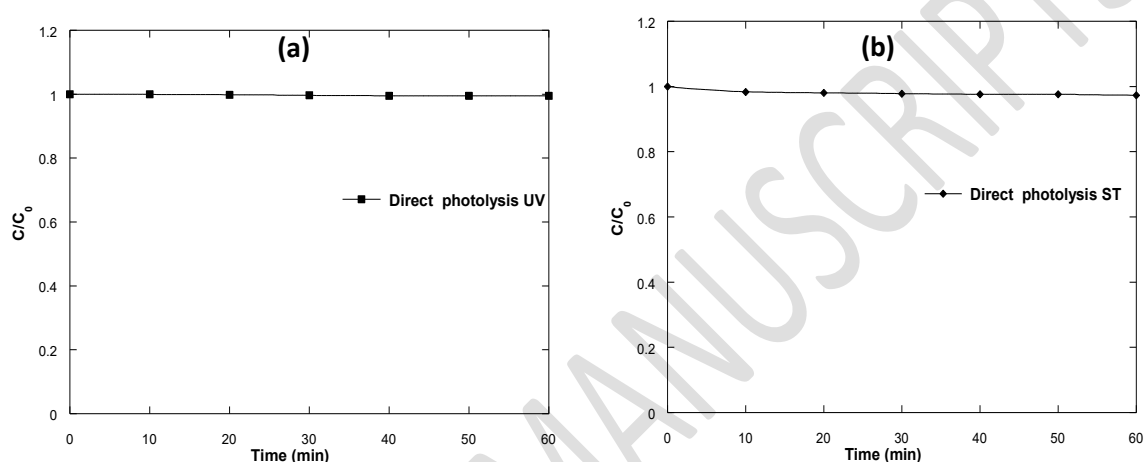 (a)
1.2
1
0.8
0.6
0.4
0.2
0
C/C0
Direct photolysis UV
0 10 20 30 40 50 60
Time (min)
(b)
1.2
1
0.8
0.6
0.4
0.2
0
C/C0
Direct photolysis ST
0 10 20 30 40 50 60
Time (min)
MANUSCRIPT